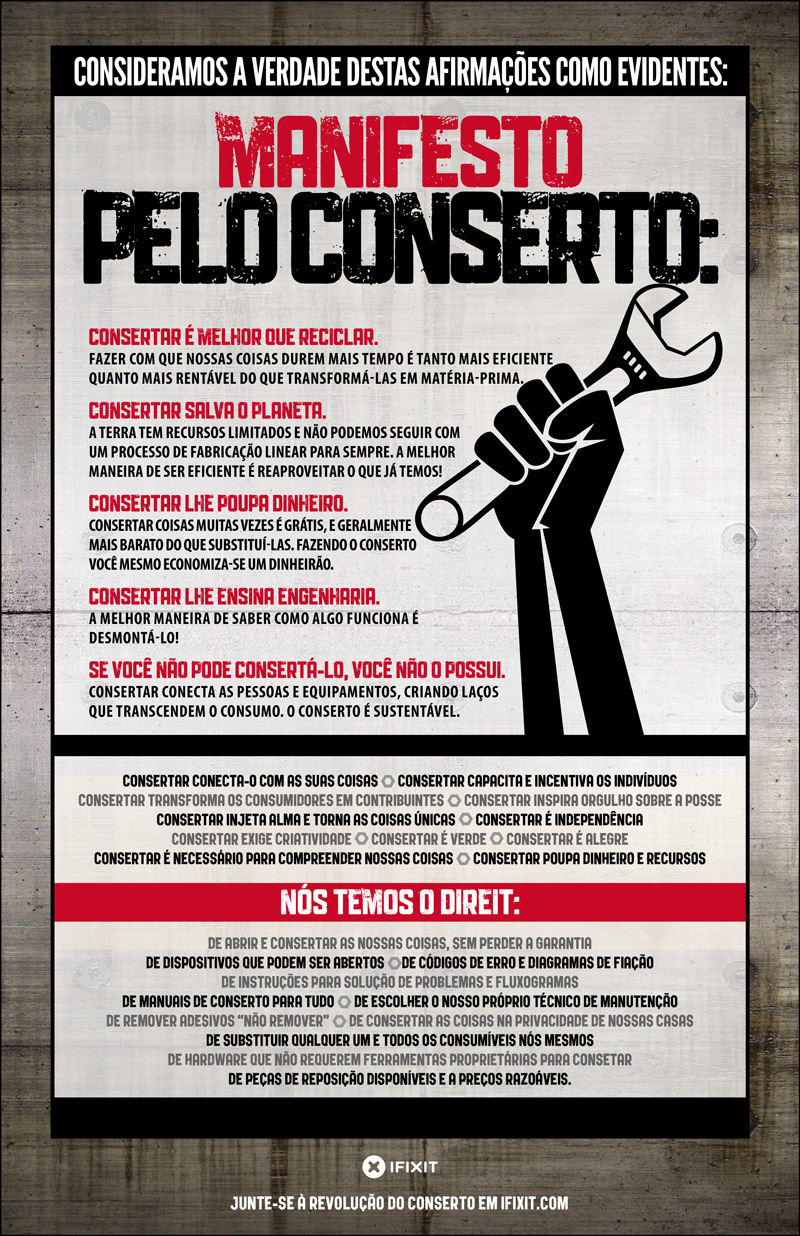 CONSIDERAMOS A VERDADE DESTAS AFIRMAÇÕES COMO EVIDENTES:
MANIFESTO
PELO CONSERTO:
CONSERTAR É MELHOR QUE RECICLAR.
FAZER COM QUE NOSSAS COISAS DUREM MAIS TEMPO É TANTO MAIS EFICIENTE
QUANTO MAIS RENTÁVEL DO QUE TRANSFORMÁ-LAS EM MATÉRIA-PRIMA.
CONSERTAR SALVA O PLANETA.
A TERRA TEM RECURSOS LIMITADOS E NÃO PODEMOS SEGUIR COM
UM PROCESSO DE FABRICAÇÃO LINEAR PARA SEMPRE. A MELHOR
MANEIRA DE SER EFICIENTE É REAPROVEITAR O QUE JÁ TEMOS!
CONSERTAR LHE POUPA DINHEIRO.
CONSERTAR COISAS MUITAS VEZES É GRÁTIS, E GERALMENTE
MAIS BARATO DO QUE SUBSTITUÍ-LAS. FAZENDO O CONSERTO
VOCÊ MESMO ECONOMIZA-SE UM DINHEIRÃO.
CONSERTAR LHE ENSINA ENGENHARIA.
A MELHOR MANEIRA DE SABER COMO ALGO FUNCIONA É
DESMONTÁ-LO!
SE VOCÊ NÃO PODE CONSERTÁ-LO, VOCÊ NÃO O POSSUI.
CONSERTAR CONECTA AS PESSOAS E EQUIPAMENTOS, CRIANDO LAÇOS
QUE TRANSCENDEM O CONSUMO. O CONSERTO É SUSTENTÁVEL.
CONSERTAR CONECTA-O COM AS SUAS COISAS CONSERTAR CAPACITA E INCENTIVA OS INDIVÍDUOS
CONSERTAR TRANSFORMA OS CONSUMIDORES EM CONTRIBUINTES CONSERTAR INSPIRA ORGULHO SOBRE A POSSE
CONSERTAR INJETA ALMA E TORNA AS COISAS ÚNICAS CONSERTAR É INDEPENDÊNCIA
CONSERTAR EXIGE CRIATIVIDADE CONSERTAR É VERDE CONSERTAR É ALEGRE
CONSERTAR É NECESSÁRIO PARA COMPREENDER NOSSAS COISAS CONSERTAR POUPA DINHEIRO E RECURSOS
NÓS TEMOS O DIREIT:
DE ABRIR E CONSERTAR AS NOSSAS COISAS, SEM PERDER A GARANTIA
DE DISPOSITIVOS QUE PODEM SER ABERTOS DE CÓDIGOS DE ERRO E DIAGRAMAS DE FIAÇÃO
DE INSTRUÇÕES PARA SOLUÇÃO DE PROBLEMAS E FLUXOGRAMAS
DE MANUAIS DE CONSERTO PARA TUDO DE ESCOLHER O NOSSO PRÓPRIO TÉCNICO DE MANUTENÇÃO
DE REMOVER ADESIVOS "NÃO REMOVER" DE CONSERTAR AS COISAS NA PRIVACIDADE DE NOSSAS CASAS
DE SUBSTITUIR QUALQUER UM E TODOS OS CONSUMÍVEIS NÓS MESMOS
DE HARDWARE QUE NÃO REQUEREM FERRAMENTAS PROPRIETÁRIAS PARA CONSETAR
DE PEÇAS DE REPOSIÇÃO DISPONÍVEIS E A PREÇOS RAZOÁVEIS.
IFIXIT
JUNTE-SE À REVOLUÇÃO DO CONSERTO EM IFIXIT.COM